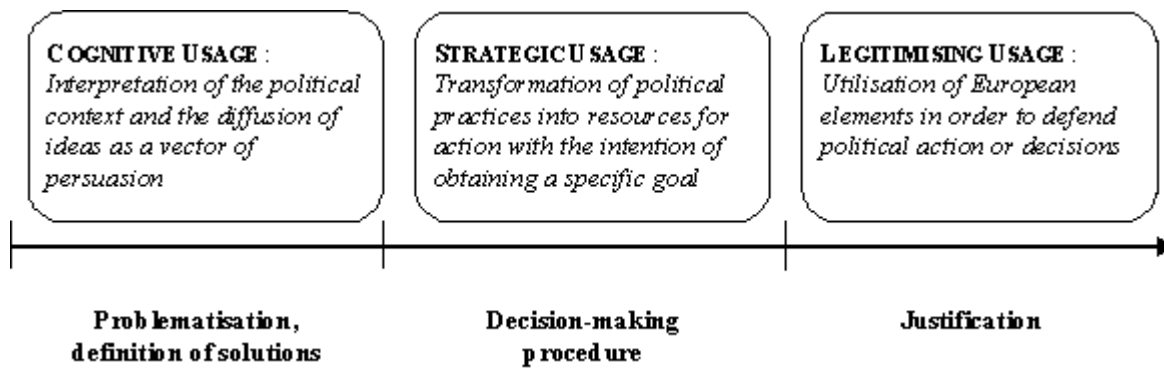 COGNITIVE USAGE :
Interpretation of the political
context and the diffusion of
ideas as a vector of
persuasion
STRATEGIC USAGE :
Transformation of political
practices into resources for
action with the intention of
obtaining a specific goal
LEGITIMISING USAGE :
Utilisation of European
elements in order to defend
political action or decisions
Problematisation,
definition of solutions
Decision-making
procedure
Justification